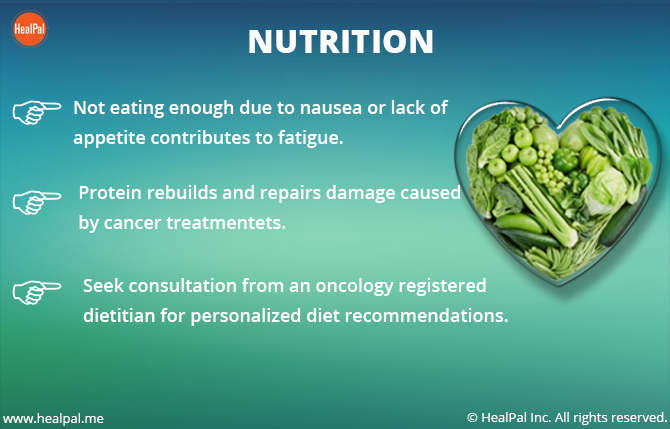 HealPal
NUTRITION
Not eating enough due to nausea or lack of
appetite contributes to fatigue.
Protein rebuilds and repairs damage caused
by cancer treatmentets.
Seek consultation from an oncology registered
dietitian for personalized diet recommendations.
www.healpal.me
© HealPal Inc. All rights reserved.